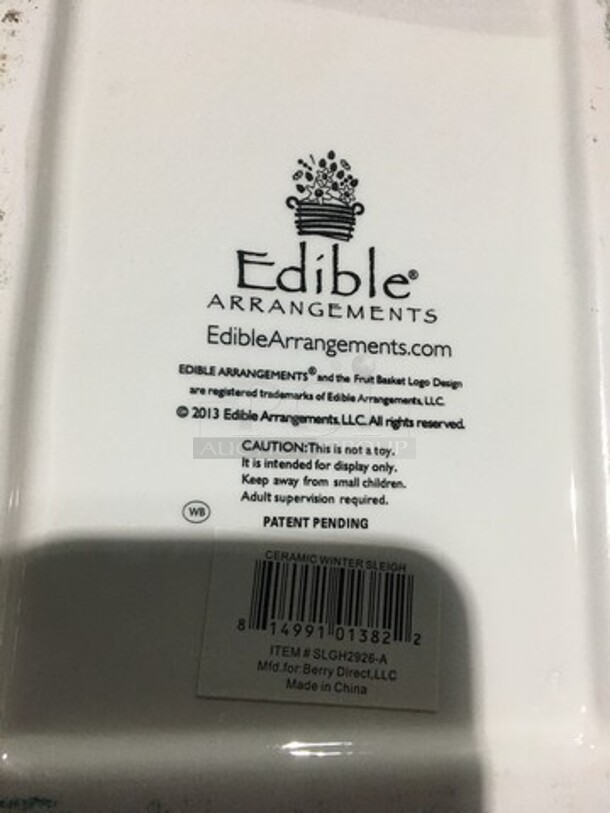 Edible®
ARRANGEMENTS
EdibleArrangements.com
EDIBLE ARRANGEMENTS® and the Fruit Basket Logo Design
are registered trademarks of Edible Arrangements, LLC.
© 2013 Edible Arrangements, LLC. All rights reserved.
AUCTION GROUP
CAUTION: This is not a toy.
It is intended for display only.
Keep away from small children.
Adult supervision required.
WB
PATENT PENDING
CERAMIC WINTER SLEIGH
8 14991 01382 2
ITEM # SLGH2926-A
Mfd.for: Berry Direct,LLC
Made in China